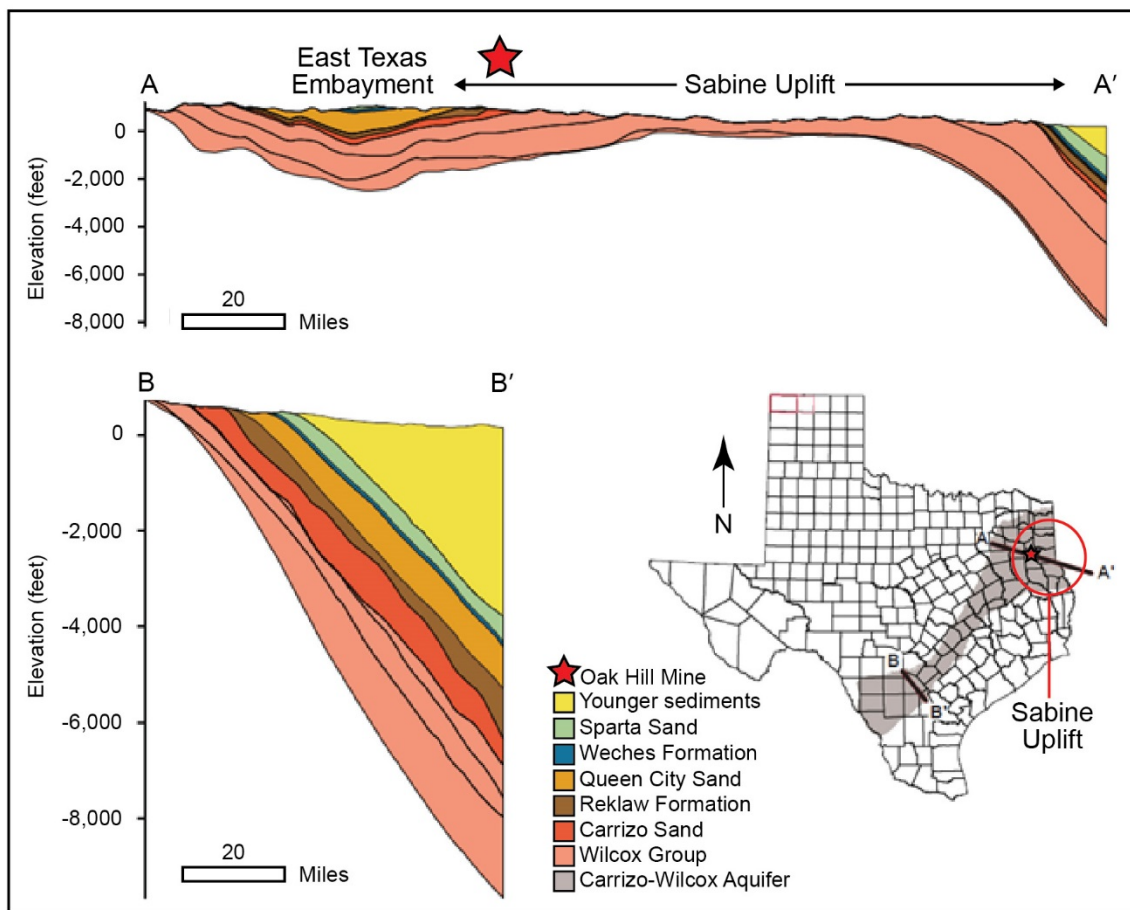 East Texas
Embayment
Sabine Uplift
A
A′
Elevation (feet)
0
-2,000
-4,000
-6,000
-8,000
20
Miles
B
B′
Elevation (feet)
0
-2,000
-4,000
-6,000
-8,000
20
Miles
N
A
A'
B
B'
Sabine
Uplift
Oak Hill Mine
Younger sediments
Sparta Sand
Weches Formation
Queen City Sand
Reklaw Formation
Carrizo Sand
Wilcox Group
Carrizo-Wilcox Aquifer